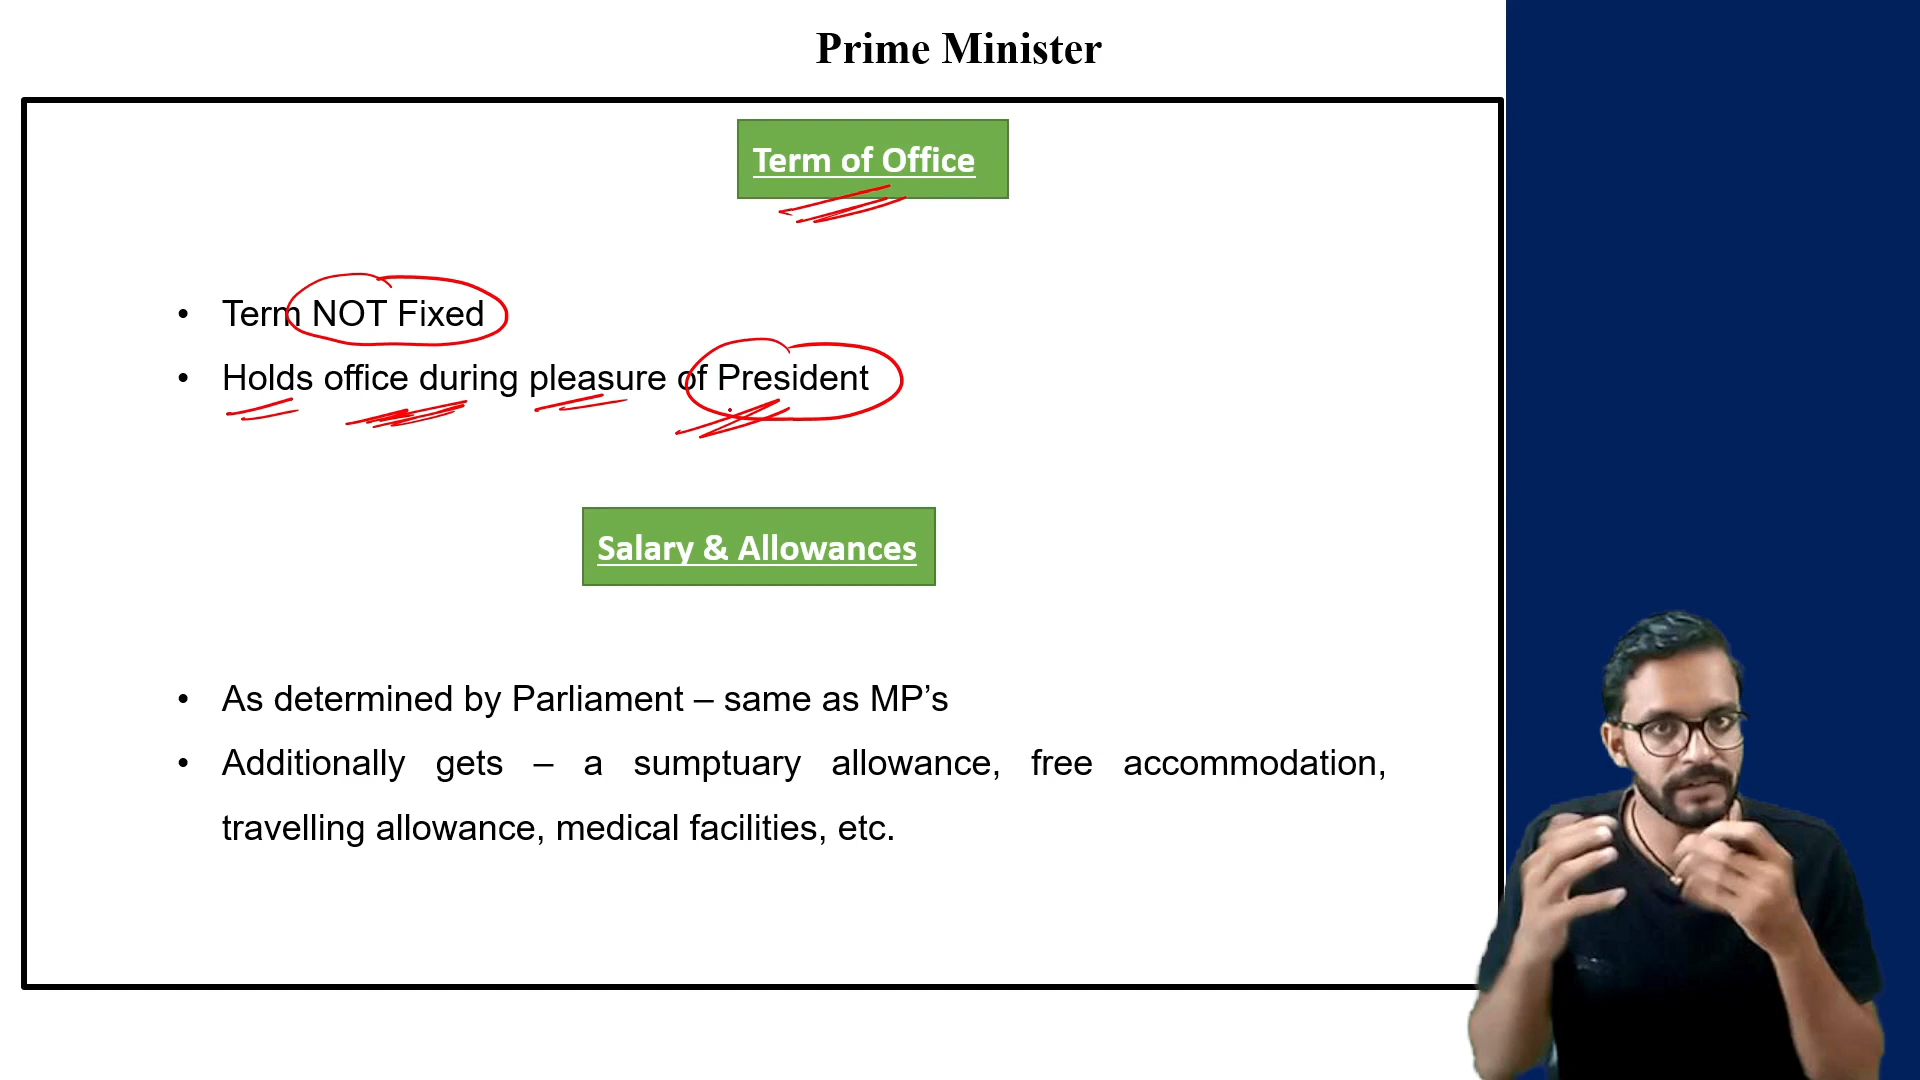 Prime Minister
Term of Office
• Term NOT Fixed
• Holds office during pleasure of President
Salary & Allowances
• As determined by Parliament – same as MP’s
• Additionally gets – a sumptuary allowance, free accommodation,
travelling allowance, medical facilities, etc.